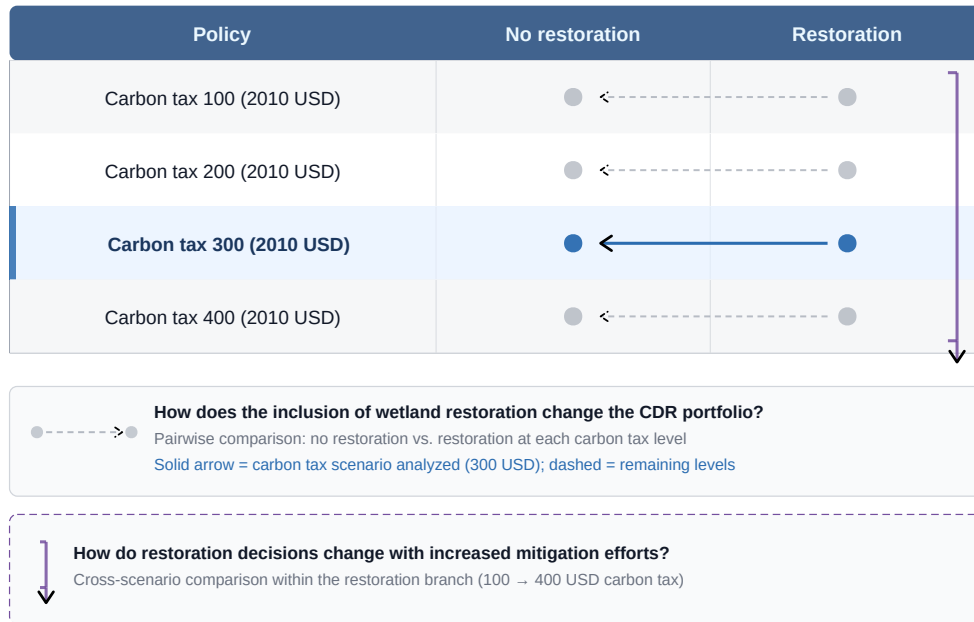 Policy No restoration Restoration
Carbon tax 100 (2010 USD)
Carbon tax 200 (2010 USD)
Carbon tax 300 (2010 USD)
Carbon tax 400 (2010 USD)
How does the inclusion of wetland restoration change the CDR portfolio?
Pairwise comparison: no restoration vs. restoration at each carbon tax level
Solid arrow = carbon tax scenario analyzed (300 USD); dashed = remaining levels
How do restoration decisions change with increased mitigation efforts?
Cross-scenario comparison within the restoration branch (100 → 400 USD carbon tax)